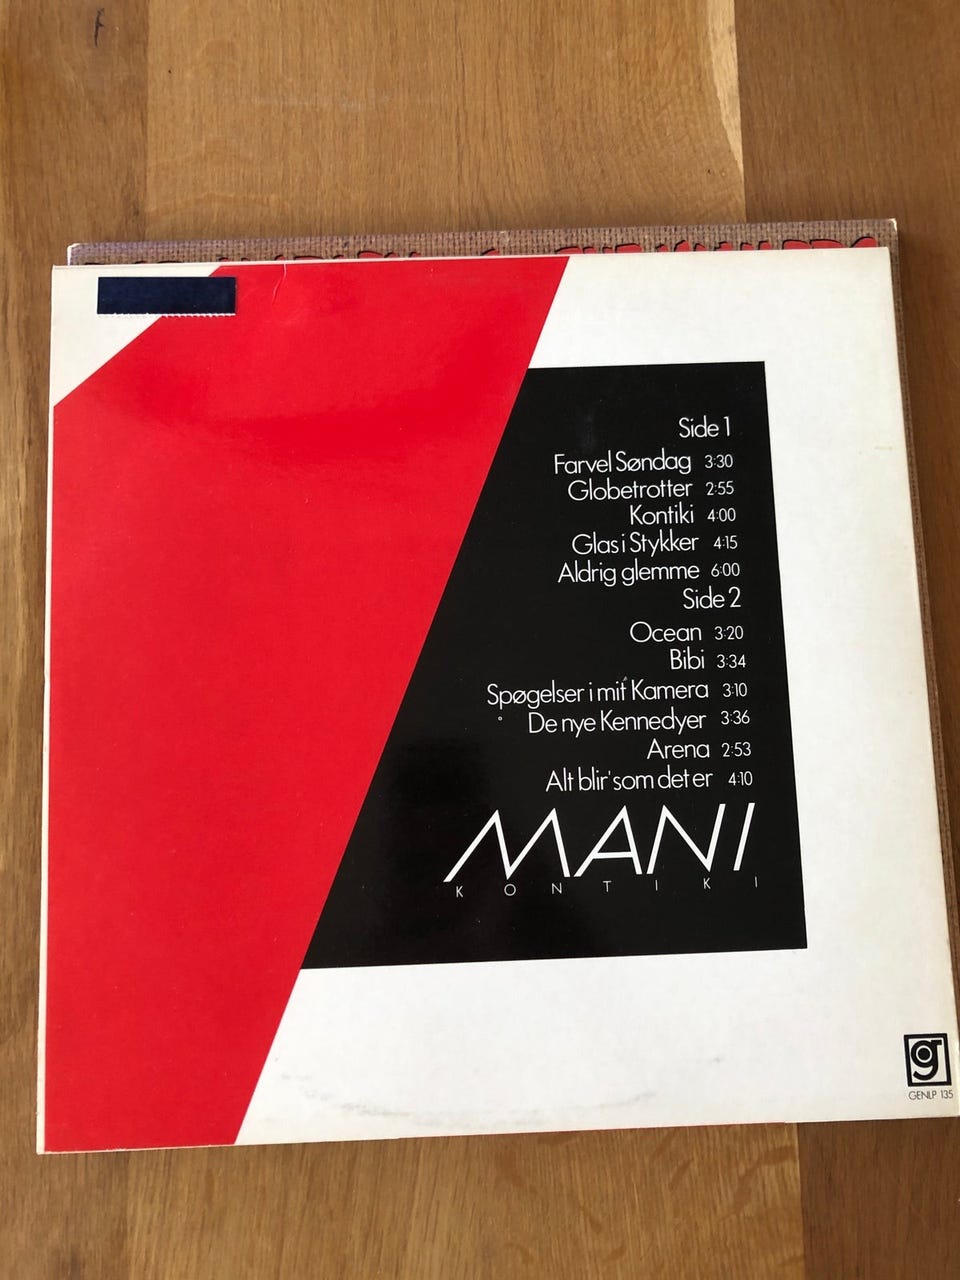 Side 1
Farvel Søndag 3:30
Globetrotter 2:55
Kontiki 4:00
Glas i Stykker 4:15
Aldrig glemme 6:00
Side 2
Ocean 3:20
Bibi 3:34
Spøgelser i mit Kamera 3:10
De nye Kennedyer 3:36
Arena 2:53
Alt blir' som det er 4:10
MANI
KONTIKI
g
GENLP 135